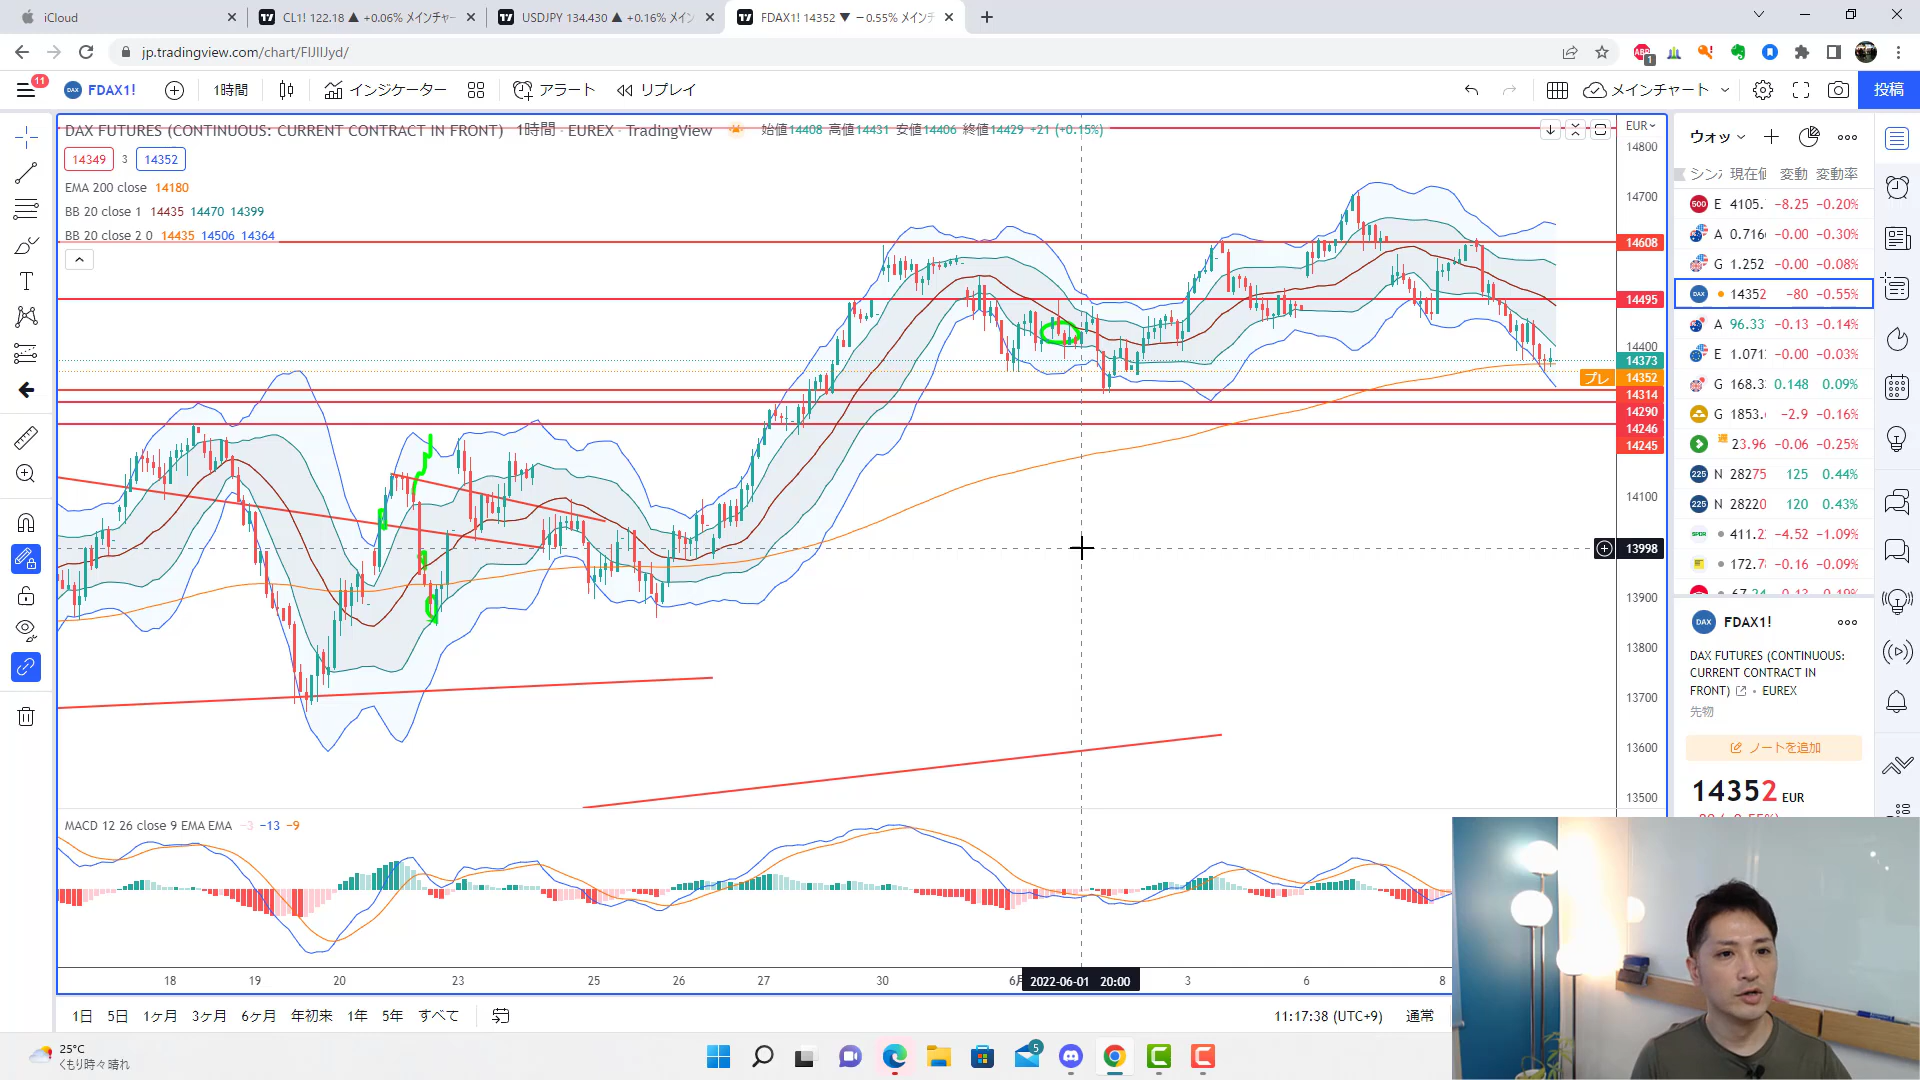 iCloud
CL1! 122.18 ▲ +0.06% メインチャー
USDJPY 134.430 ▲ +0.16% メイン
FDAX1! 14352 ▼ −0.55% メインチ
jp.tradingview.com/chart/FIJIIJyd/
11
FDAX1!
1時間
インジケーター
アラート
リプレイ
メインチャート
投稿
DAX FUTURES (CONTINUOUS: CURRENT CONTRACT IN FRONT) 1時間 · EUREX · TradingView
始値14408 高値14431 安値14406 終値14429 +21 (+0.15%)
EUR
14349 3 14352
EMA 200 close 14180
BB 20 close 1 14435 14470 14399
BB 20 close 2 0 14435 14506 14364
14800
14700
14608
14495
14400
14373
プレ 14352
14314
14290
14246
14245
14100
13998
13900
13800
13700
13600
13500
MACD 12 26 close 9 EMA EMA −3 −13 −9
18 19 20 23 25 26 27 30 2022-06-01 20:00 3 6 8
1日 5日 1ヶ月 3ヶ月 6ヶ月 年初来 1年 5年 すべて
11:17:38 (UTC+9) 通常
ウォッ
現在値 変動 変動率
E 4105. −8.25 −0.20%
A 0.716 −0.00 −0.30%
G 1.252 −0.00 −0.08%
DAX 14352 −80 −0.55%
A 96.33 −0.13 −0.14%
E 1.071 −0.00 −0.03%
G 168.3 0.148 0.09%
G 1853. −2.9 −0.16%
23.96 −0.06 −0.25%
225 N 28275 125 0.44%
225 N 28220 120 0.43%
SPDR 411.2 −4.52 −1.09%
172.7 −0.16 −0.09%
DAX FDAX1!
DAX FUTURES (CONTINUOUS:
CURRENT CONTRACT IN
FRONT) • EUREX
先物
ノートを追加
14352 EUR
25°C
くもり時々晴れ
5